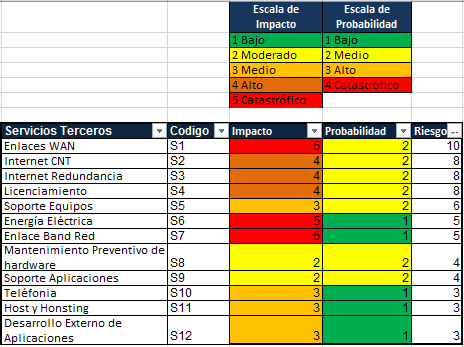 Escala de Impacto Escala de Probabilidad
1 Bajo 1 Bajo
2 Moderado 2 Medio
3 Medio 3 Alto
4 Alto 4 Catastrofico
5 Catastrófico
Servicios Terceros Codigo Impacto Probabilidad Riesgo
Enlaces WAN S1 5 2 10
Internet CNT S2 4 2 8
Internet Redundancia S3 4 2 8
Licenciamiento S4 4 2 8
Soporte Equipos S5 3 2 6
Energía Eléctrica S6 5 1 5
Enlace Band Red S7 5 1 5
Mantenimiento Preventivo de
hardware S8 2 2 4
Soporte Aplicaciones S9 2 2 4
Teléfonia S10 3 1 3
Host y Honsting S11 3 1 3
Desarrollo Externo de
Aplicaciones S12 3 1 3